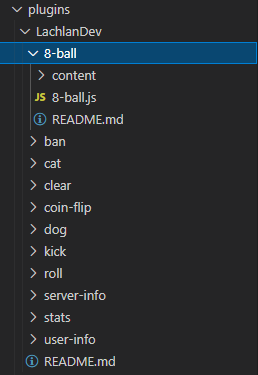 plugins
LachlanDev
8-ball
content
JS 8-ball.js
README.md
ban
cat
clear
coin-flip
dog
kick
roll
server-info
stats
user-info
README.md